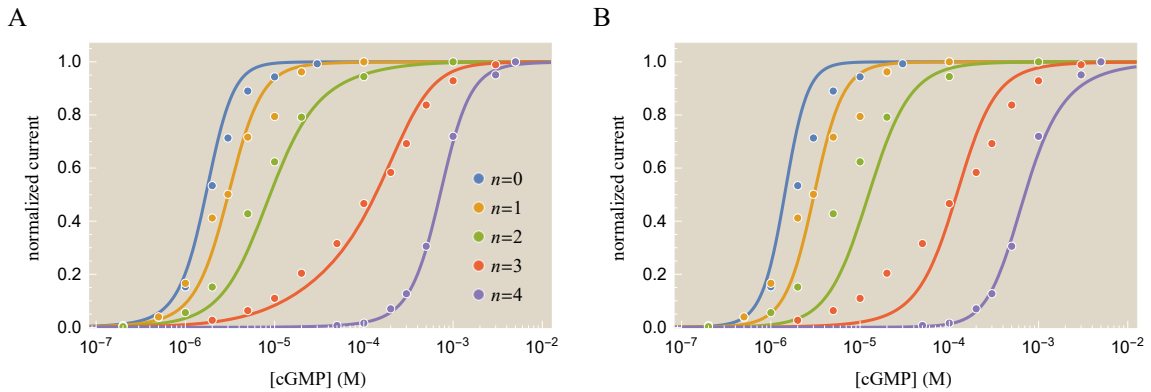 A
normalized current
1.0
0.8
0.6
0.4
0.2
0.0
n=0
n=1
n=2
n=3
n=4
10⁻⁷ 10⁻⁶ 10⁻⁵ 10⁻⁴ 10⁻³ 10⁻²
[cGMP] (M)
B
normalized current
1.0
0.8
0.6
0.4
0.2
0.0
10⁻⁷ 10⁻⁶ 10⁻⁵ 10⁻⁴ 10⁻³ 10⁻²
[cGMP] (M)